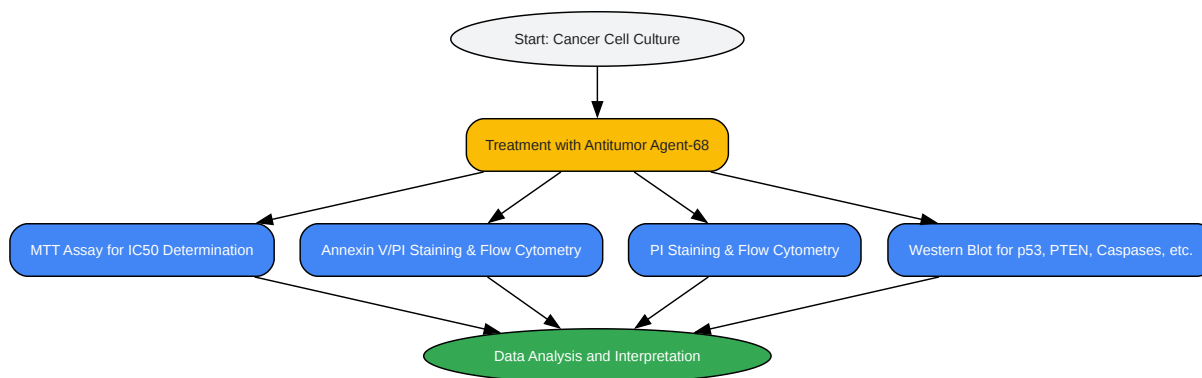 Start: Cancer Cell Culture
Treatment with Antitumor Agent-68
MTT Assay for IC50 Determination
Annexin V/PI Staining & Flow Cytometry
PI Staining & Flow Cytometry
Western Blot for p53, PTEN, Caspases, etc.
Data Analysis and Interpretation